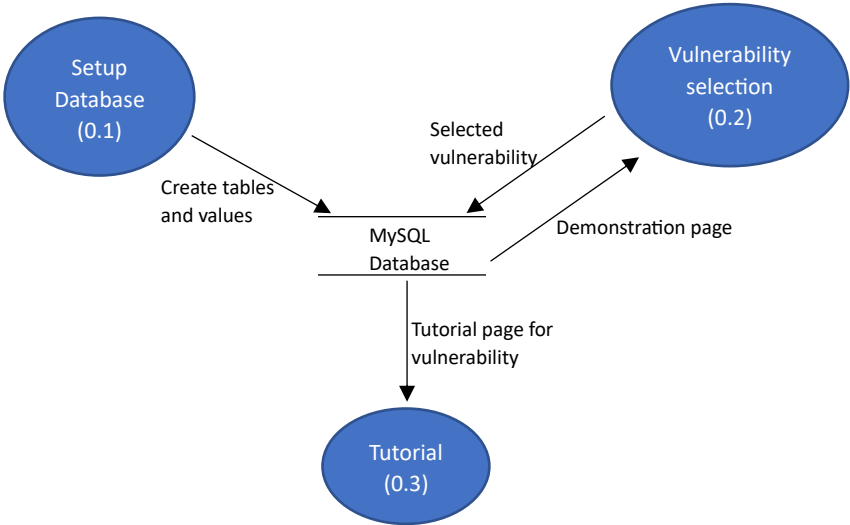 Setup
Database
(0.1)
Vulnerability
selection
(0.2)
Selected
vulnerability
Create tables
and values
MySQL
Database
Demonstration page
Tutorial page for
vulnerability
Tutorial
(0.3)